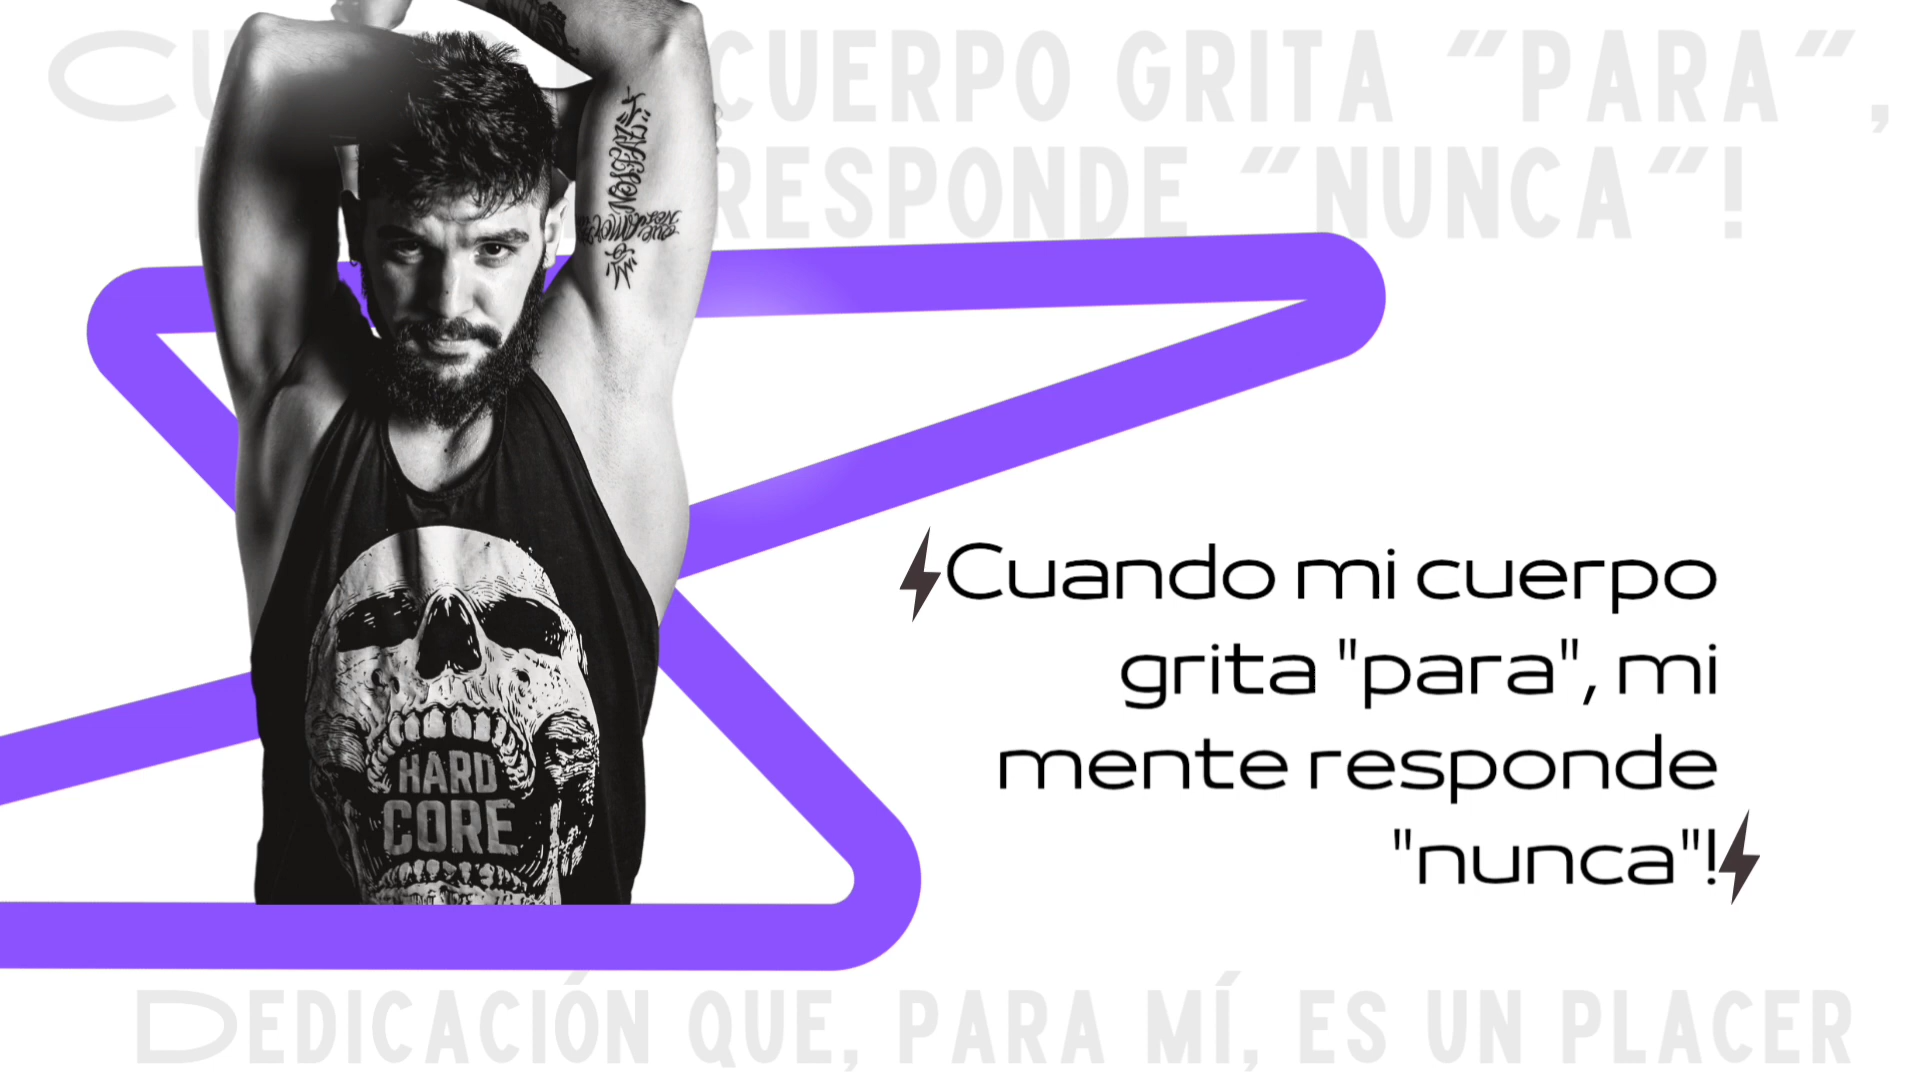 CUERPO GRITA "PARA",
RESPONDE "NUNCA"!
Cuando mi cuerpo
grita "para", mi
mente responde
"nunca"!
HARD
CORE
DEDICACIÓN QUE, PARA MÍ, ES UN PLACER